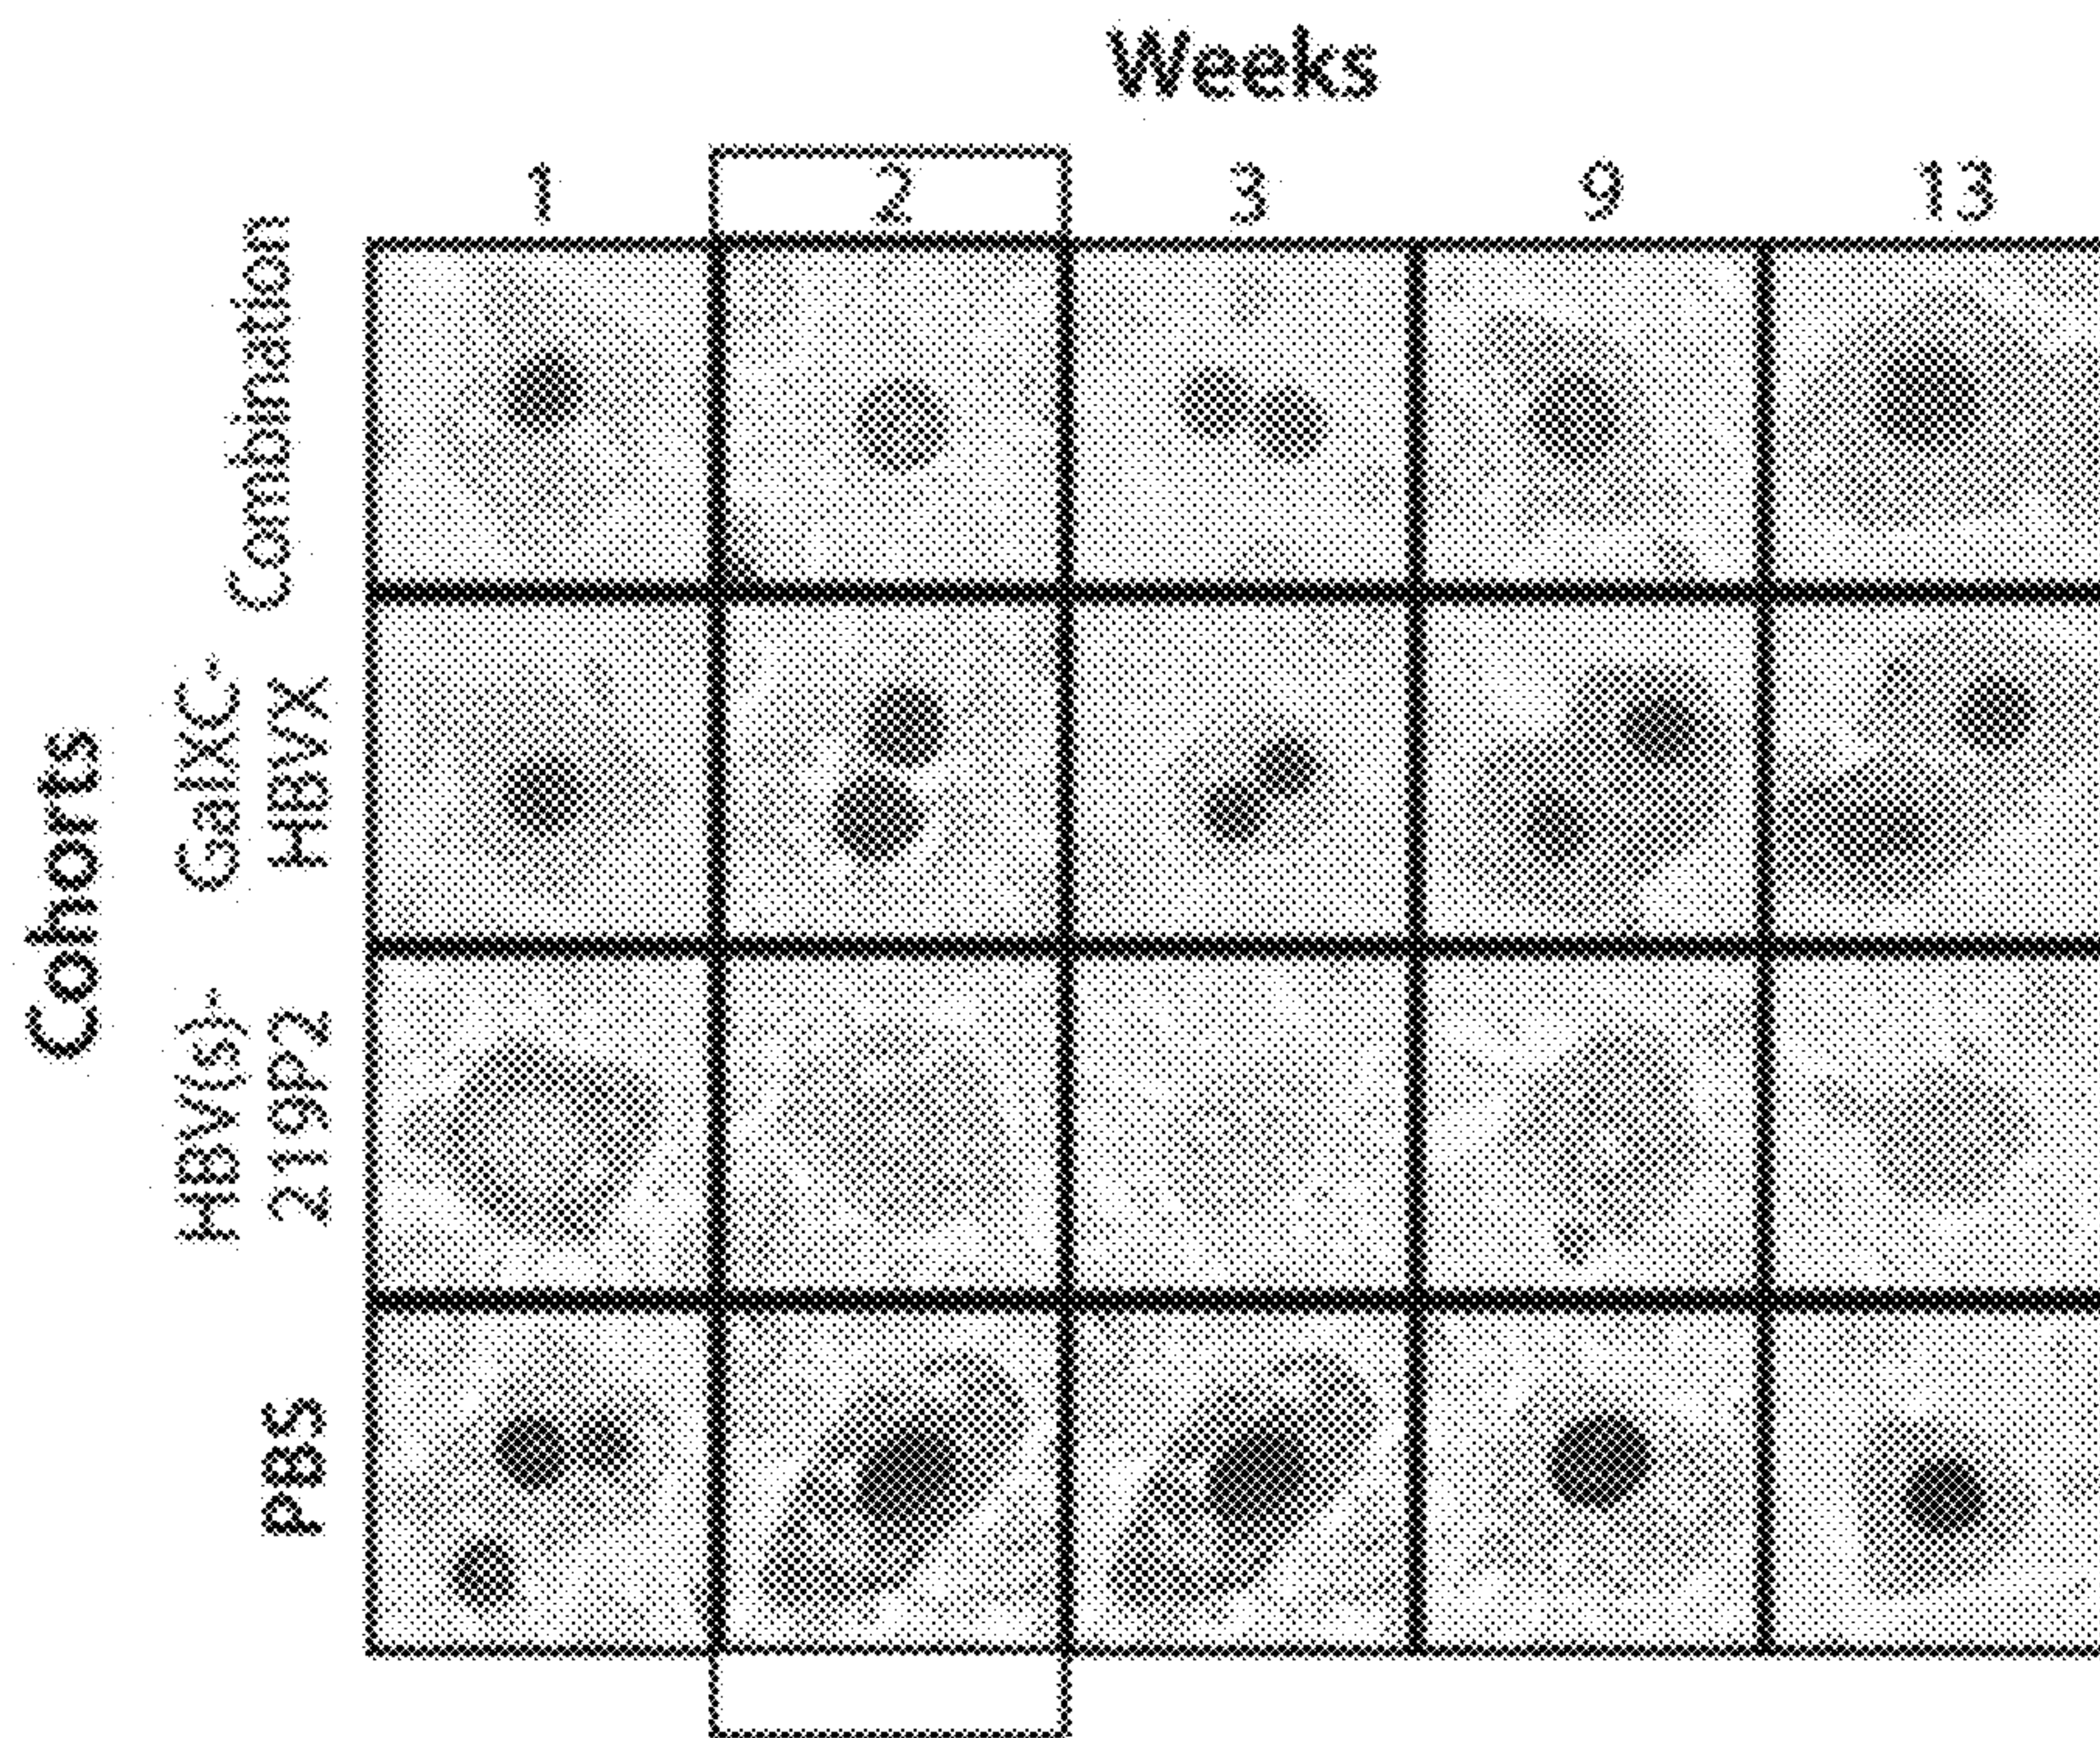 Weeks
1 2 3 9 13
Cohorts
Combination
GalXC-
HBVX
HBV(s)-
219P2
PBS